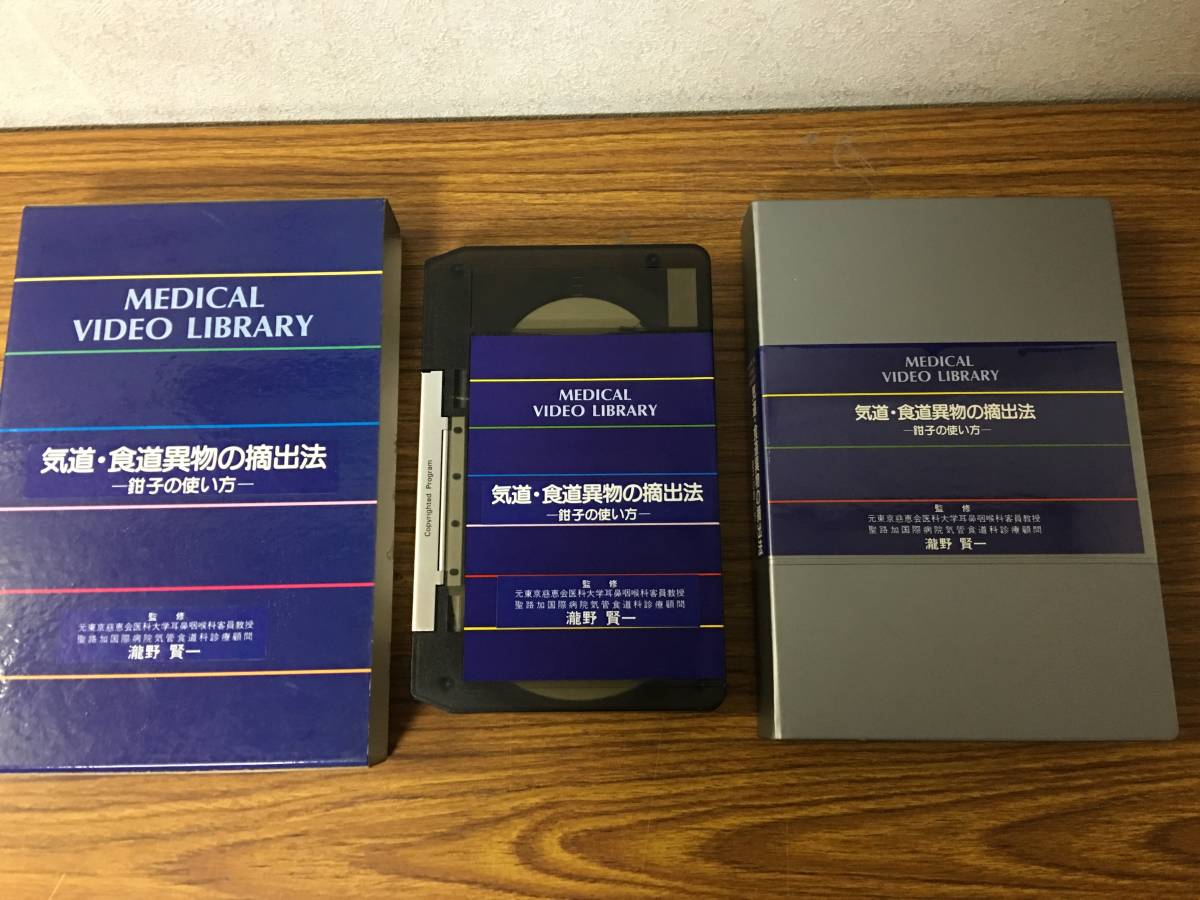 MEDICAL
VIDEO LIBRARY
気道・食道異物の摘出法
―鉗子の使い方―
監 修
元東京慈恵会医科大学耳鼻咽喉科客員教授
聖路加国際病院気管食道科診療顧問
瀧野 賢一
Copyrighted Program
MEDICAL
VIDEO LIBRARY
気道・食道異物の摘出法
―鉗子の使い方―
監 修
元東京慈恵会医科大学耳鼻咽喉科客員教授
聖路加国際病院気管食道科診療顧問
瀧野 賢一
MEDICAL
VIDEO LIBRARY
気道・食道異物の摘出法
―鉗子の使い方―
監 修
元東京慈恵会医科大学耳鼻咽喉科客員教授
聖路加国際病院気管食道科診療顧問
瀧野 賢一